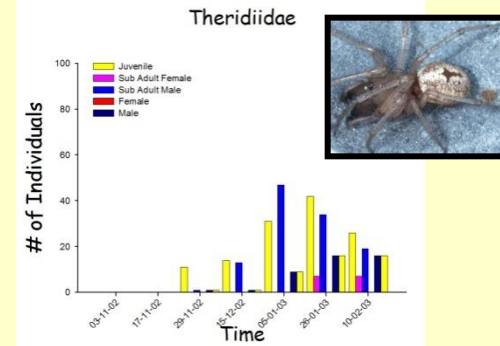 Theridiidae
# of Individuals
100
80
60
40
20
0
Juvenile
Sub Adult Female
Sub Adult Male
Female
Male
03-11-02
17-11-02
29-11-02
15-12-02
05-01-03
26-01-03
10-02-03
Time